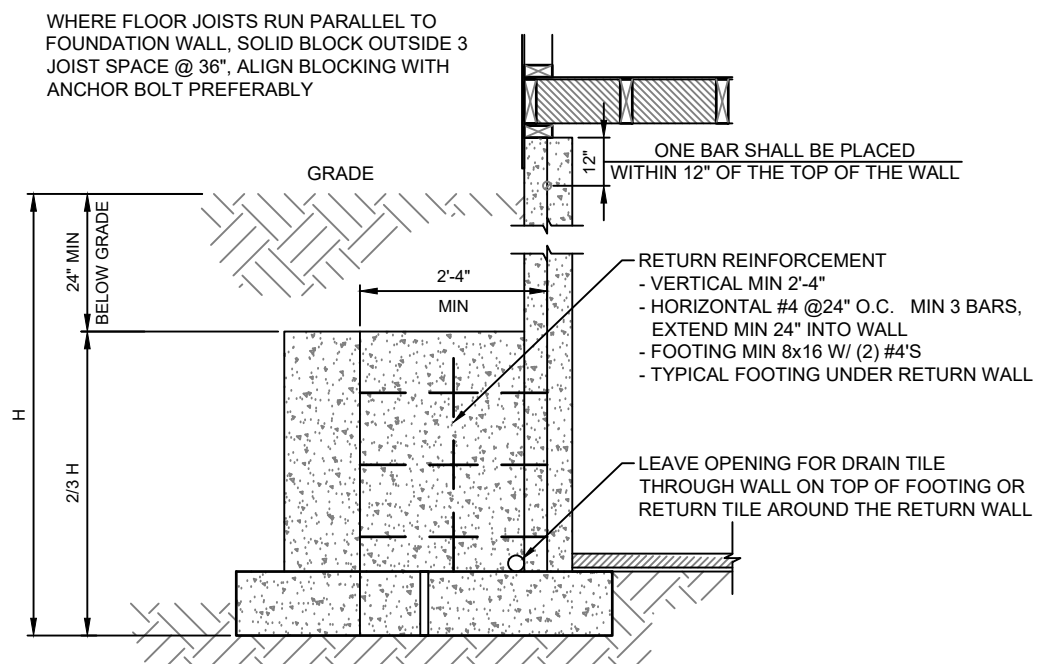 WHERE FLOOR JOISTS RUN PARALLEL TO
FOUNDATION WALL, SOLID BLOCK OUTSIDE 3
JOIST SPACE @ 36", ALIGN BLOCKING WITH
ANCHOR BOLT PREFERABLY
12"
ONE BAR SHALL BE PLACED
WITHIN 12" OF THE TOP OF THE WALL
GRADE
24" MIN
BELOW GRADE
2'-4"
MIN
RETURN REINFORCEMENT
- VERTICAL MIN 2'-4"
- HORIZONTAL #4 @24" O.C. MIN 3 BARS,
EXTEND MIN 24" INTO WALL
- FOOTING MIN 8x16 W/ (2) #4'S
- TYPICAL FOOTING UNDER RETURN WALL
H
2/3 H
LEAVE OPENING FOR DRAIN TILE
THROUGH WALL ON TOP OF FOOTING OR
RETURN TILE AROUND THE RETURN WALL